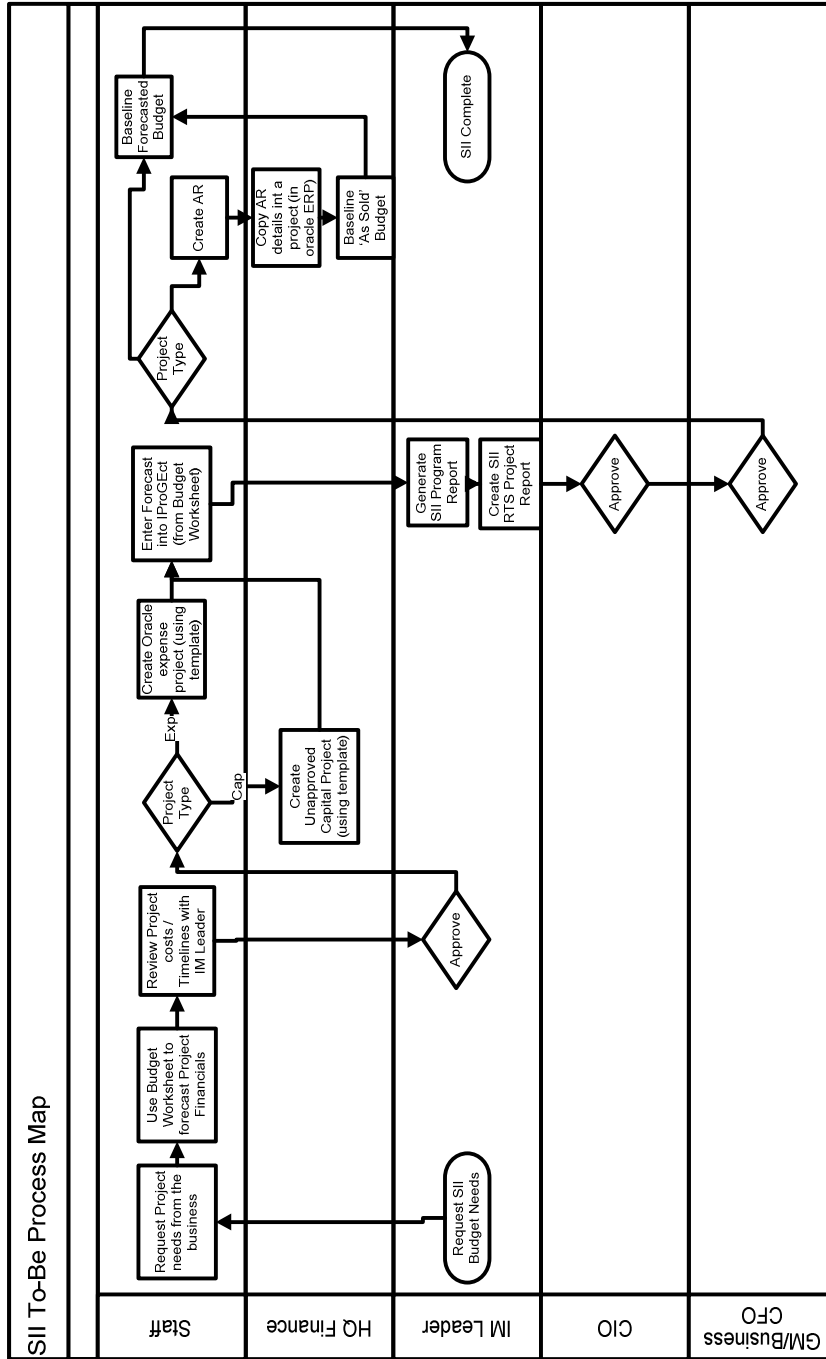 SII To-Be Process Map
Staff
HQ Finance
IM Leader
CIO
GM/Business
CFO
Request SII
Budget Needs
Request Project
needs from the
business
Use Budget
Worksheet to
forecast Project
Financials
Review Project
costs /
Timelines with
IM Leader
Approve
Project
Type
Exp
Cap
Create Oracle
expense
project (using
template)
Create
Unapproved
Capital Project
(using template)
Enter Forecast
into IProGEct
(from Budget
Worksheet)
Generate
SII Program
Report
Create SII
RTS Project
Report
Approve
Approve
Project
Type
Create AR
Copy AR
details int a
project (in
oracle ERP)
Baseline
'As Sold'
Budget
Baseline
Forecasted
Budget
SII Complete